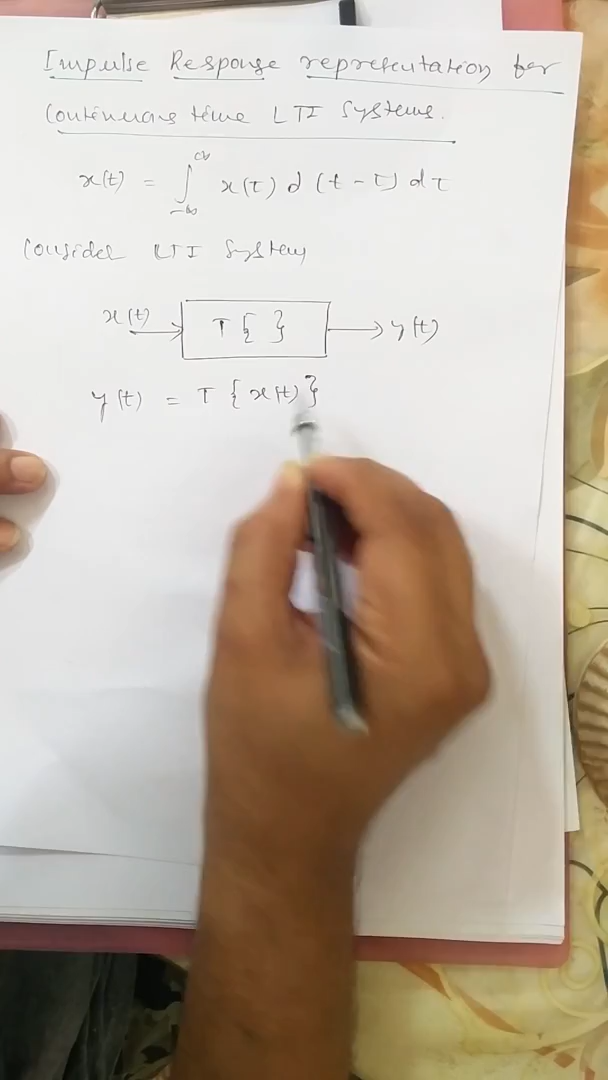 Impulse Response representation for
Continuous time LTI Systems.
x(t) = ∫_{-∞}^{∞} x(τ) d (t - τ) dτ
Consider LTI System
x(t) → T { } → y(t)
y(t) = T { x(t) }